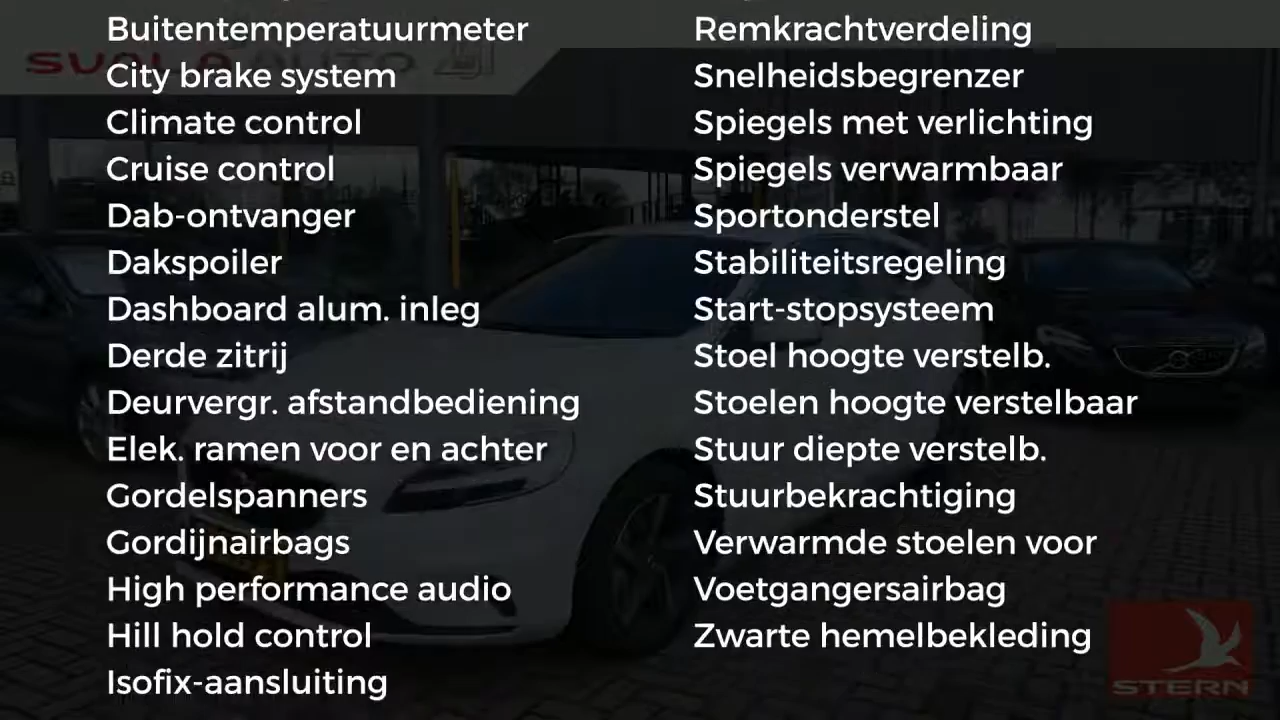 Buitentemperatuurmeter
City brake system
Climate control
Cruise control
Dab-ontvanger
Dakspoiler
Dashboard alum. inleg
Derde zitrij
Deurvergr. afstandbediening
Elek. ramen voor en achter
Gordelspanners
Gordijnairbags
High performance audio
Hill hold control
Isofix-aansluiting
Remkrachtverdeling
Snelheidsbegrenzer
Spiegels met verlichting
Spiegels verwarmbaar
Sportonderstel
Stabiliteitsregeling
Start-stopsysteem
Stoel hoogte verstelb.
Stoelen hoogte verstelbaar
Stuur diepte verstelb.
Stuurbekrachtiging
Verwarmde stoelen voor
Voetgangersairbag
Zwarte hemelbekleding
STERN